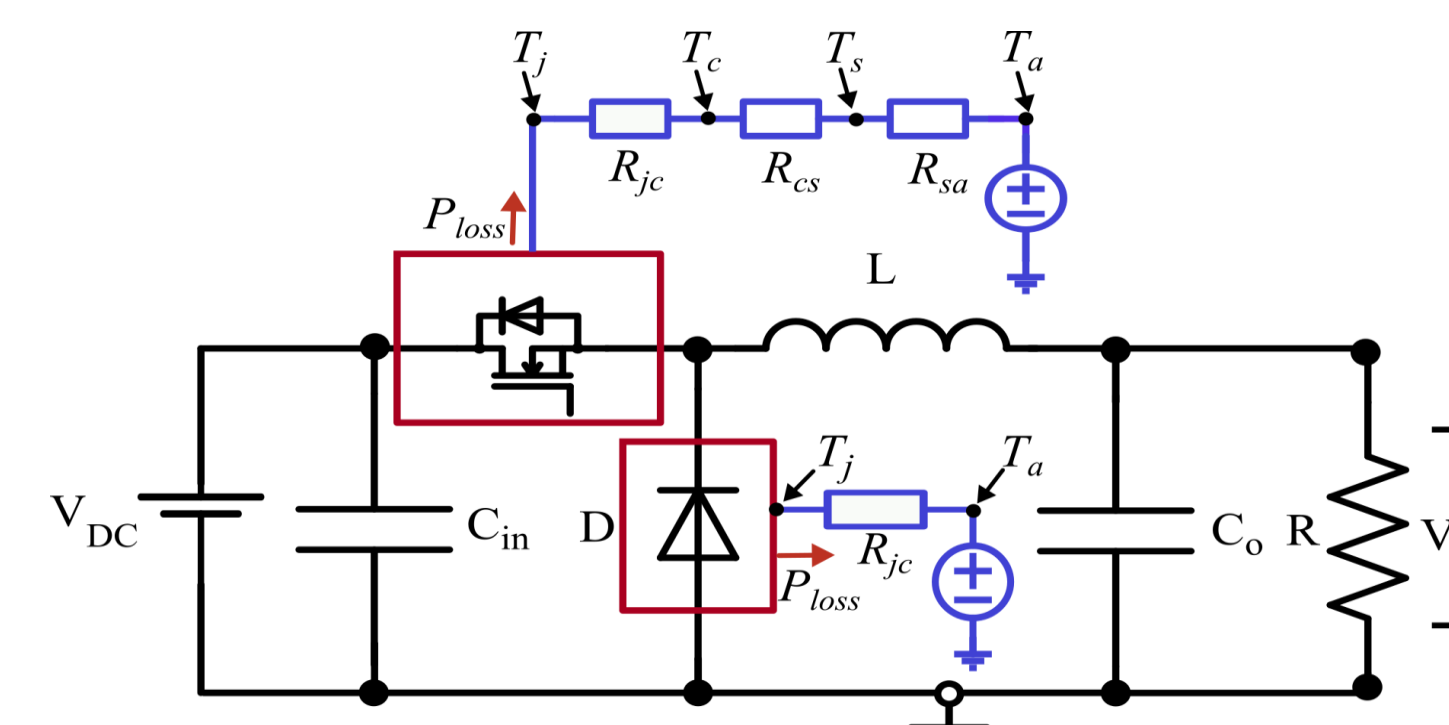 Tj Tc Ts Ta
Rjc Rcs Rsa
Ploss
L
Tj Ta
VDC Cin D Rjc Co R V
Ploss